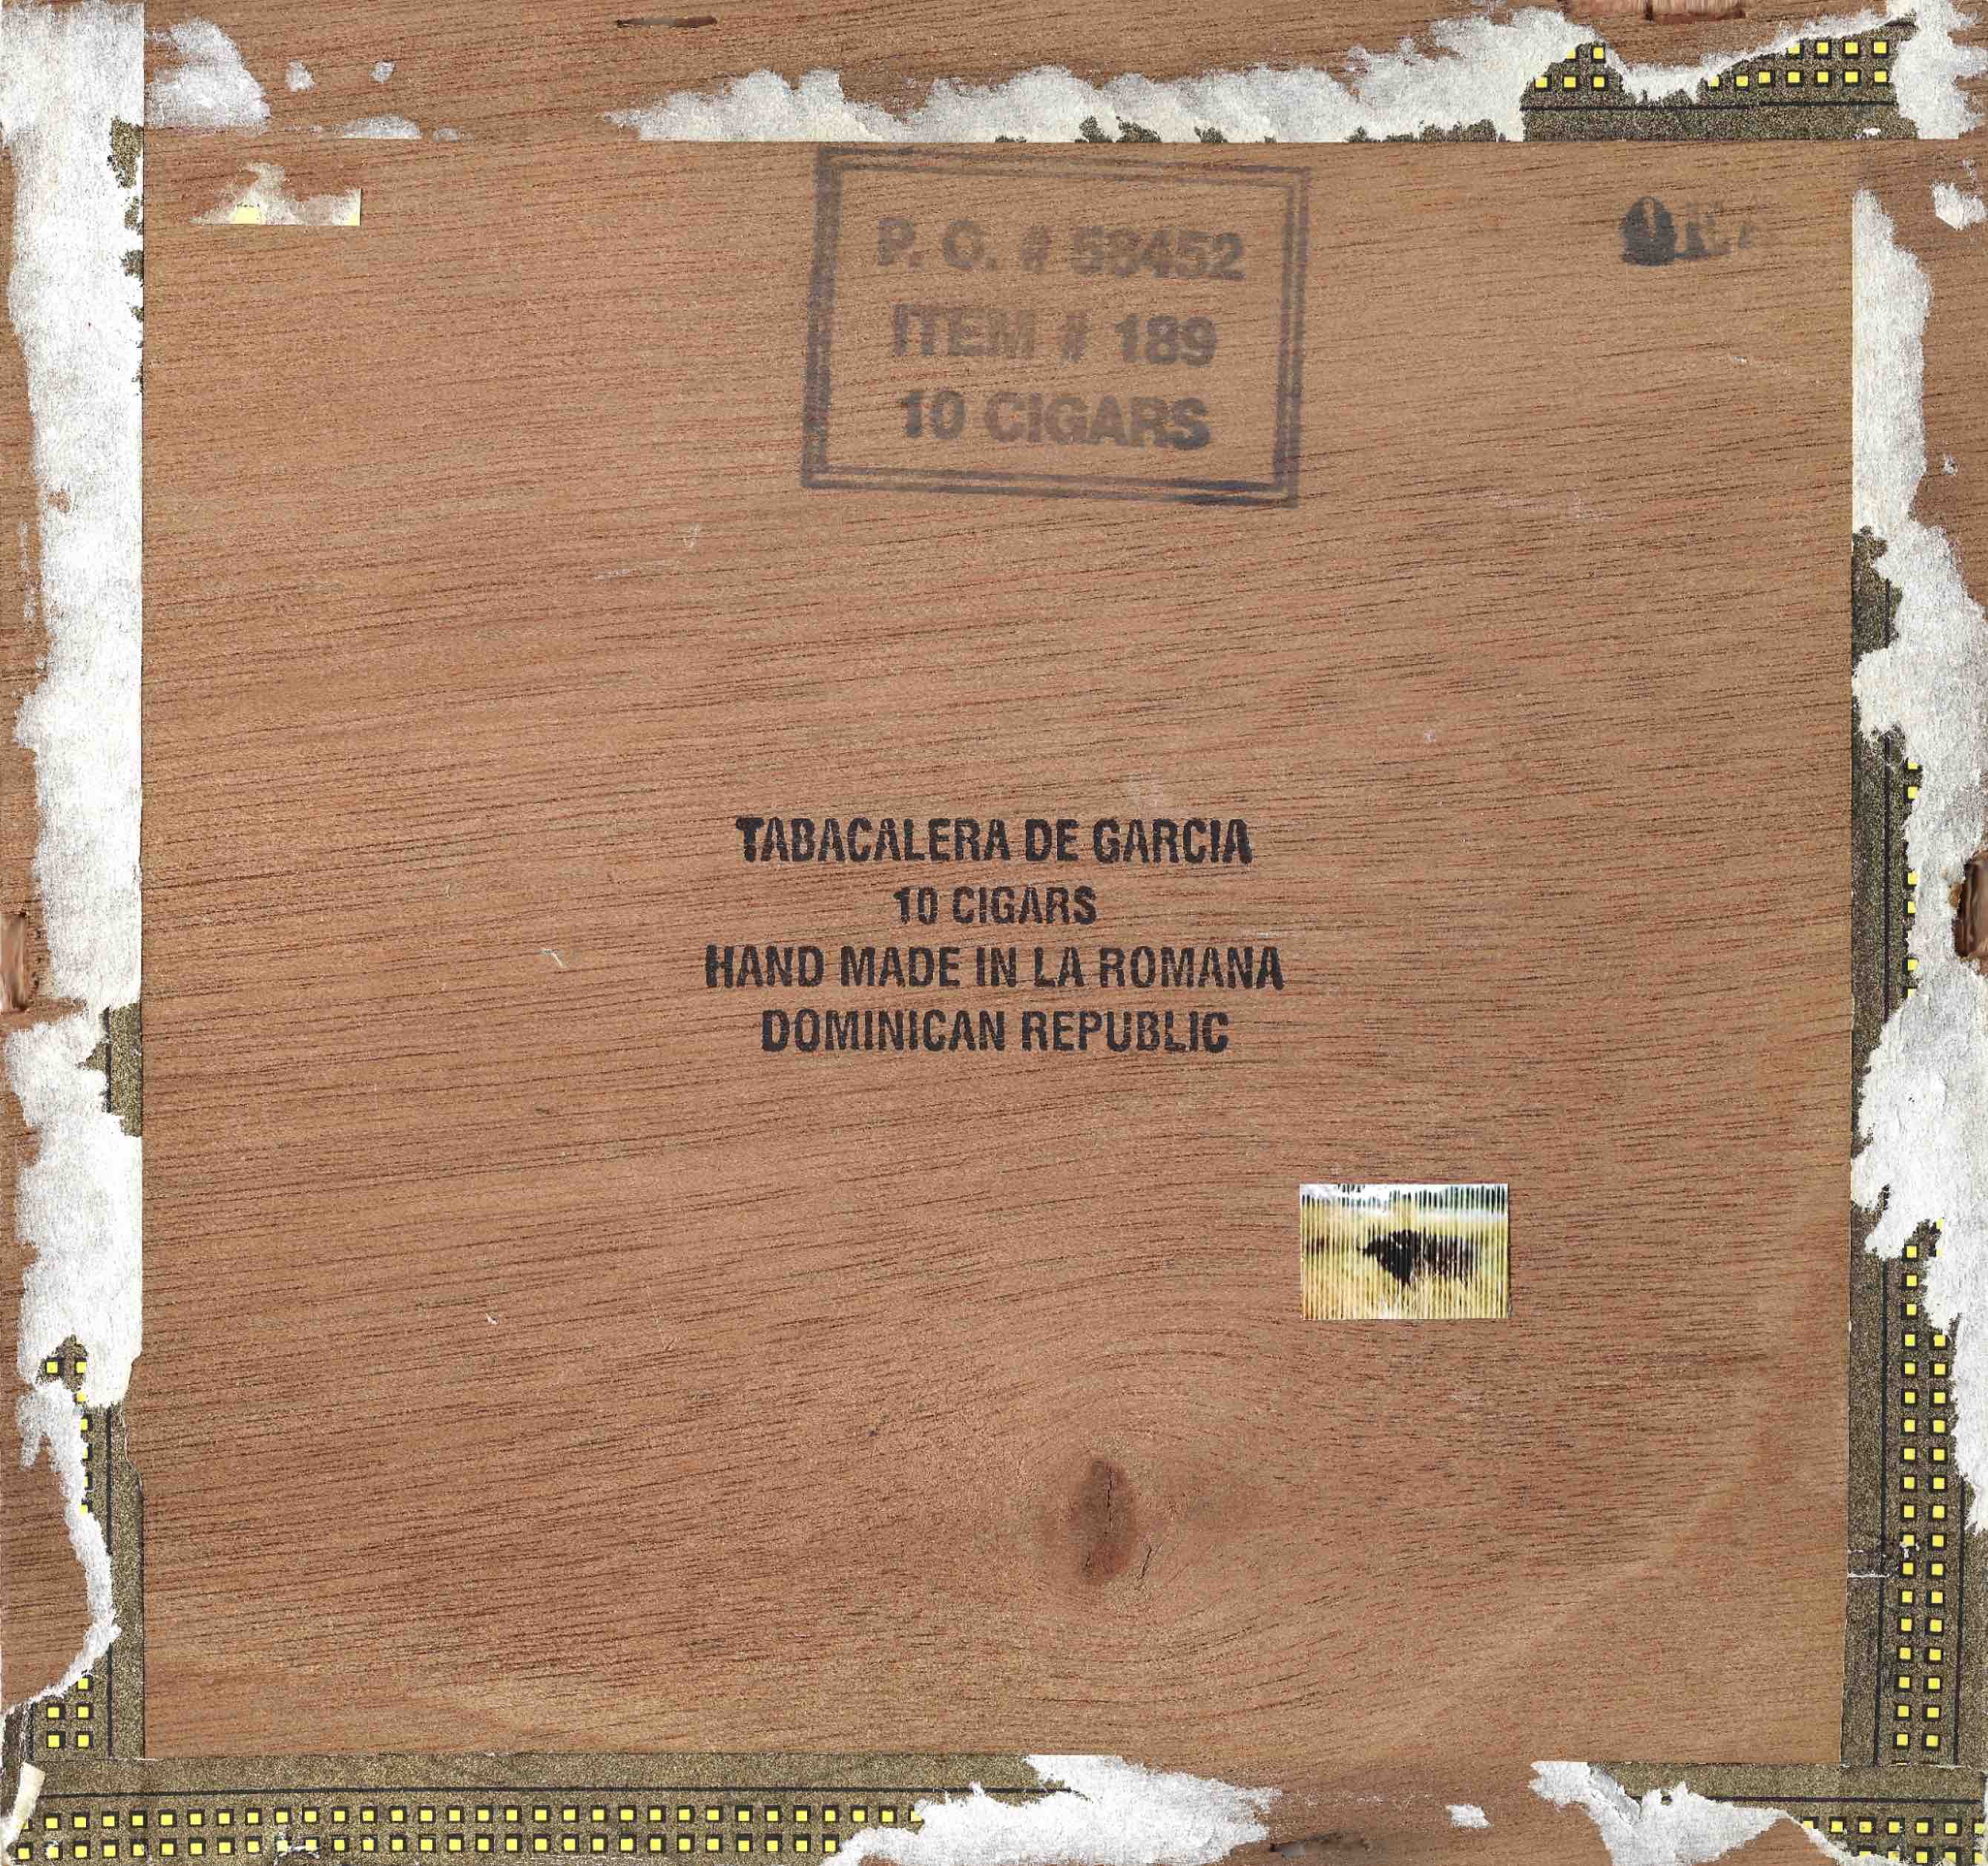 P. O. # 58452
ITEM # 189
10 CIGARS
TABACALERA DE GARCIA
10 CIGARS
HAND MADE IN LA ROMANA
DOMINICAN REPUBLIC